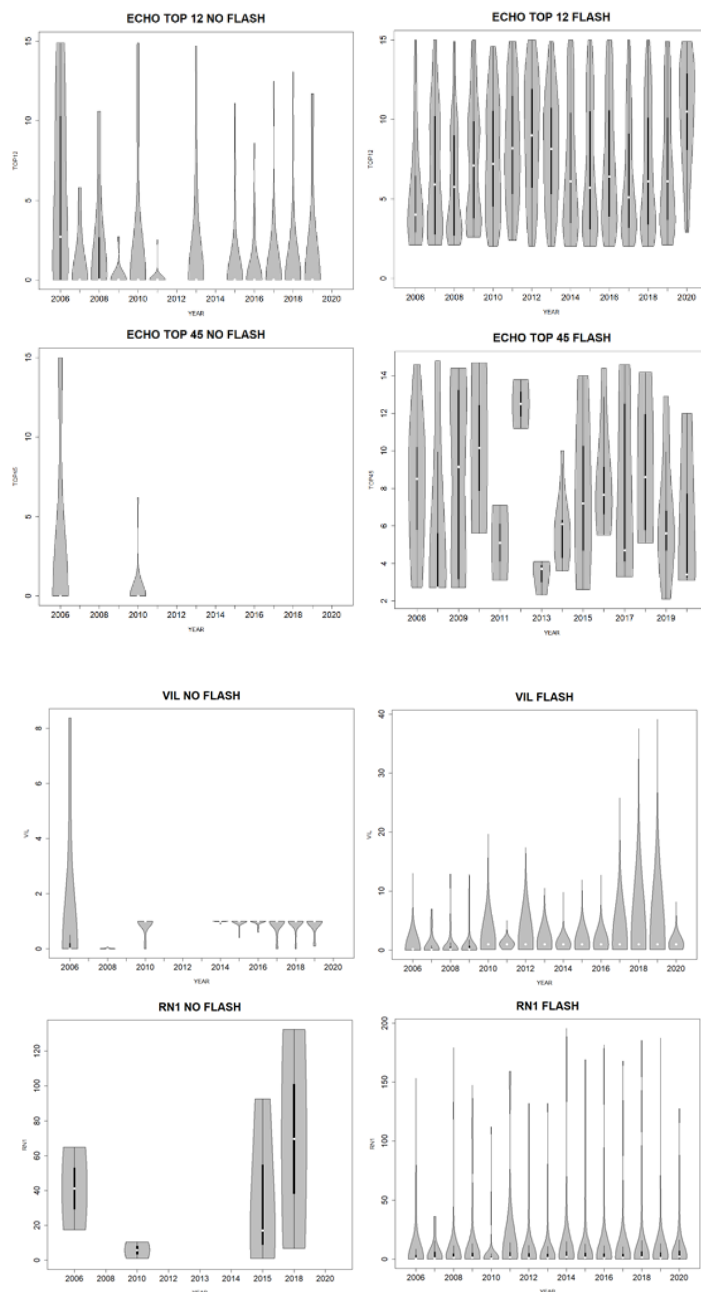 ECHO TOP 12 NO FLASH
15
10
5
0
TOP12
2006 2008 2010 2012 2014 2016 2018 2020
YEAR
ECHO TOP 12 FLASH
15
10
5
0
TOP12
2006 2008 2010 2012 2014 2016 2018 2020
YEAR
ECHO TOP 45 NO FLASH
15
10
5
0
TOP45
2006 2008 2010 2012 2014 2016 2018 2020
YEAR
ECHO TOP 45 FLASH
14
12
10
8
6
4
2
TOP45
2006 2009 2011 2013 2015 2017 2019
YEAR
VIL NO FLASH
8
6
4
2
0
VIL
2006 2008 2010 2012 2014 2016 2018 2020
YEAR
VIL FLASH
40
30
20
10
0
VIL
2006 2008 2010 2012 2014 2016 2018 2020
YEAR
RN1 NO FLASH
120
100
80
60
40
20
0
RN1
2006 2010 2015 2018 2020
YEAR
RN1 FLASH
200
150
100
50
0
RN1
2006 2008 2010 2012 2014 2016 2018 2020
YEAR